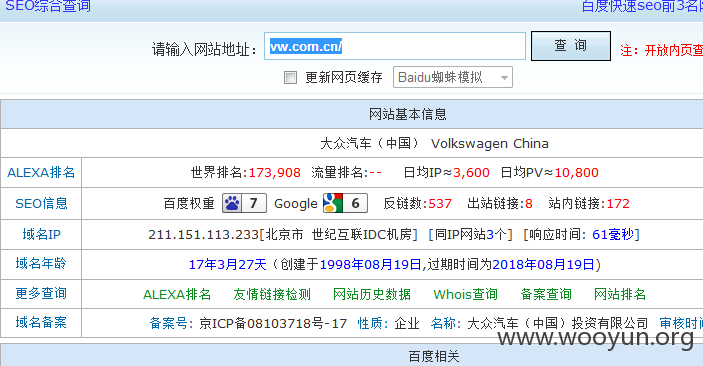 SEO综合查询 百度快速seo前3名
请输入网站地址： vw.com.cn/ 查 询 注：开放内页查
更新网页缓存 Baidu蜘蛛模拟
网站基本信息
大众汽车（中国） Volkswagen China
ALEXA排名 世界排名:173,908 流量排名:-- 日均IP≈3,600 日均PV≈10,800
SEO信息 百度权重 7 Google 6 反链数:537 出站链接:8 站内链接:172
域名IP 211.151.113.233[北京市 世纪互联IDC机房] [同IP网站3个] [响应时间: 61毫秒]
域名年龄 17年3月27天（创建于1998年08月19日,过期时间为2018年08月19日)
更多查询 ALEXA排名 友情链接检测 网站历史数据 Whois查询 备案查询 网站排名
域名备案 备案号: 京ICP备08103718号-17 性质: 企业 名称: 大众汽车（中国）投资有限公司 审核时间
www.wooyun.org
百度相关